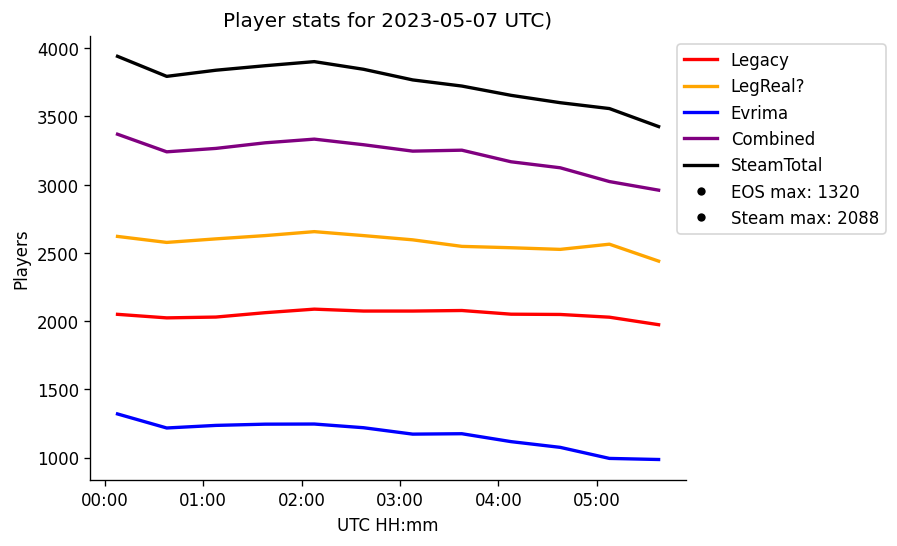 Player stats for 2023-05-07 UTC)
4000
3500
3000
2500
2000
1500
1000
Players
00:00 01:00 02:00 03:00 04:00 05:00
UTC HH:mm
Legacy
LegReal?
Evrima
Combined
SteamTotal
EOS max: 1320
Steam max: 2088